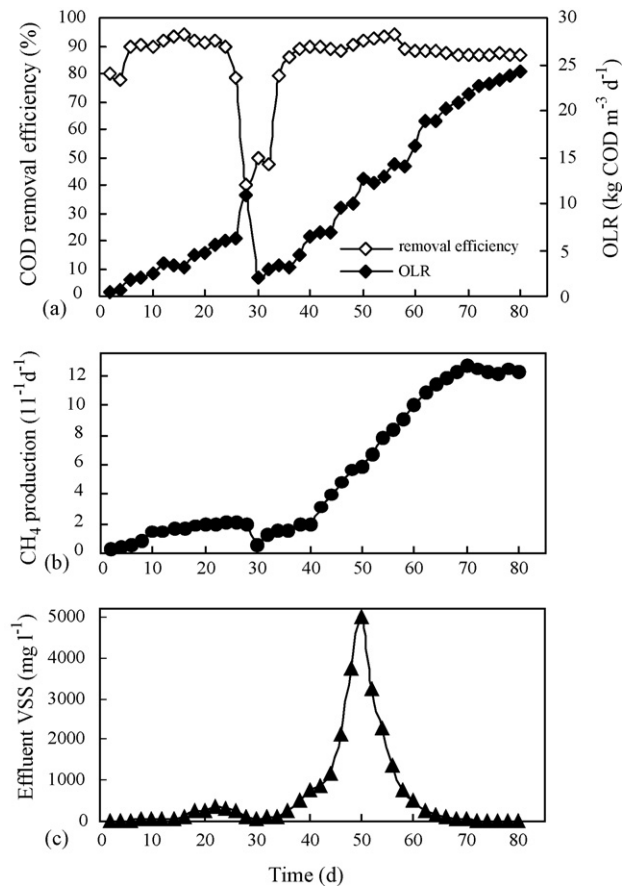 100
90
80
70
60
50
40
30
20
10
0
COD removal efficiency (%)
30
25
20
15
10
5
0
OLR (kg COD m⁻³ d⁻¹)
removal efficiency
OLR
0 10 20 30 40 50 60 70 80
(a)
12
10
8
6
4
2
0
CH₄ production (11⁻¹d⁻¹)
0 10 20 30 40 50 60 70 80
(b)
5000
4000
3000
2000
1000
0
Effluent VSS (mg l⁻¹)
0 10 20 30 40 50 60 70 80
(c)
Time (d)